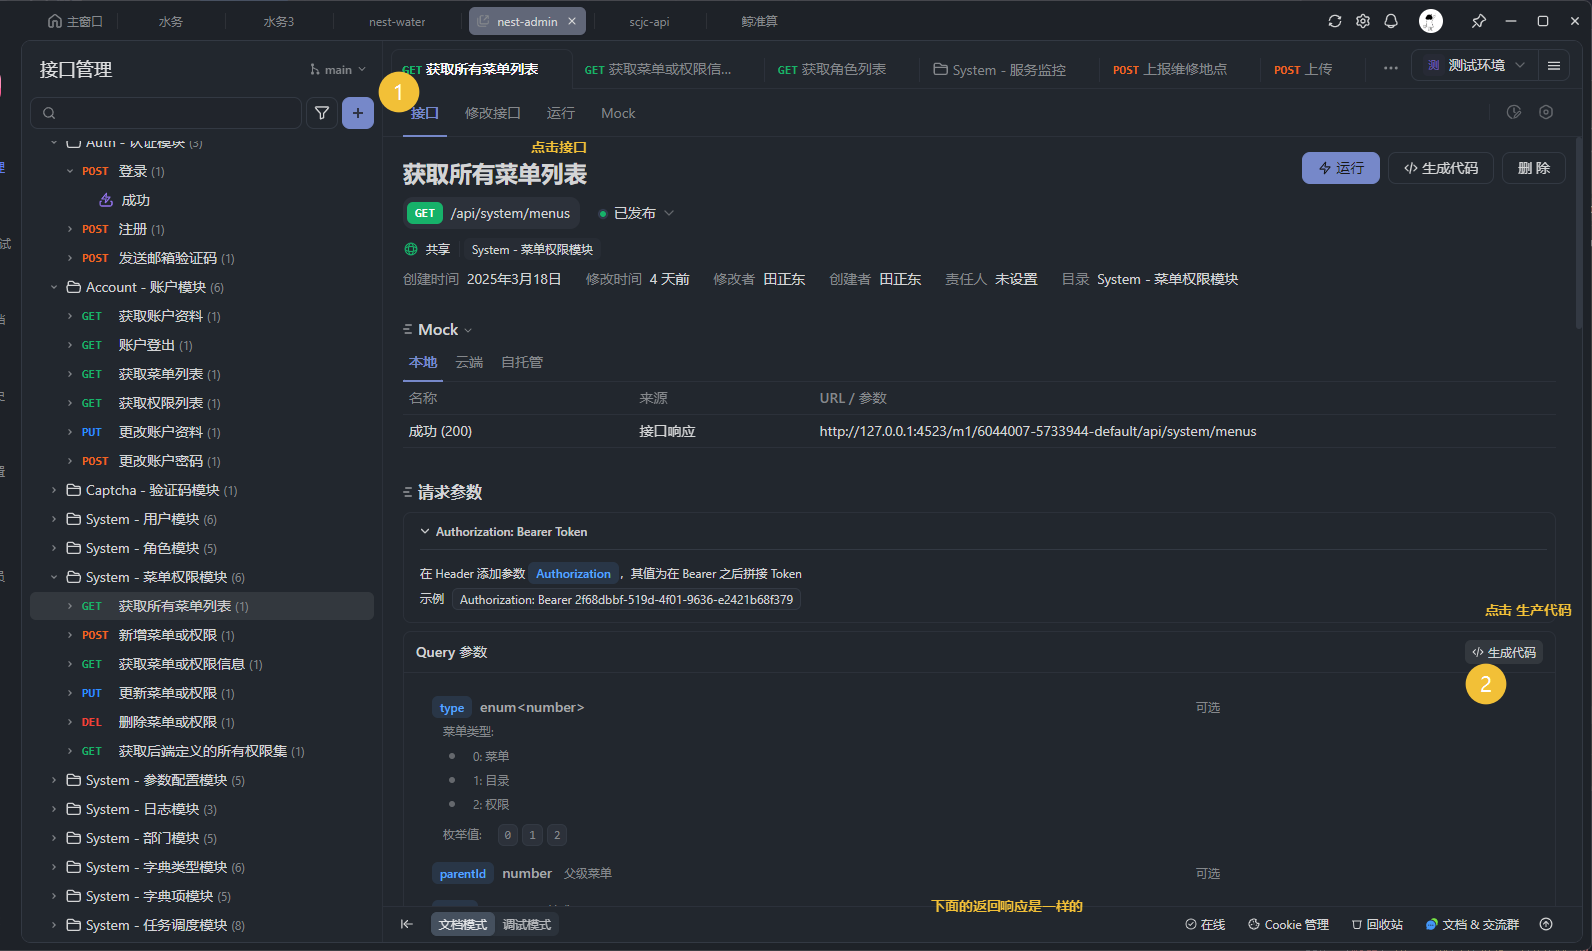 主窗口
水务
水务3
nest-water
nest-admin
scjc-api
鲸准算
接口管理
main
GET 获取所有菜单列表
GET 获取菜单或权限信...
GET 获取角色列表
System - 服务监控
POST 上报维修地点
POST 上传
测 测试环境
1
接口
修改接口
运行
Mock
点击接口
Auth - 认证模块 (3)
POST 登录 (1)
成功
POST 注册 (1)
POST 发送邮箱验证码 (1)
Account - 账户模块 (6)
GET 获取账户资料 (1)
GET 账户登出 (1)
GET 获取菜单列表 (1)
GET 获取权限列表 (1)
PUT 更改账户资料 (1)
POST 更改账户密码 (1)
Captcha - 验证码模块 (1)
System - 用户模块 (6)
System - 角色模块 (5)
System - 菜单权限模块 (6)
GET 获取所有菜单列表 (1)
POST 新增菜单或权限 (1)
GET 获取菜单或权限信息 (1)
PUT 更新菜单或权限 (1)
DEL 删除菜单或权限 (1)
GET 获取后端定义的所有权限集 (1)
System - 参数配置模块 (5)
System - 日志模块 (3)
System - 部门模块 (5)
System - 字典类型模块 (6)
System - 字典项模块 (5)
System - 任务调度模块 (8)
获取所有菜单列表
运行
生成代码
删 除
GET /api/system/menus
已发布
共享
System - 菜单权限模块
创建时间 2025年3月18日 修改时间 4 天前 修改者 田正东 创建者 田正东 责任人 未设置 目录 System - 菜单权限模块
Mock
本地 云端 自托管
名称 来源 URL / 参数
成功 (200) 接口响应 http://127.0.0.1:4523/m1/6044007-5733944-default/api/system/menus
请求参数
Authorization: Bearer Token
在 Header 添加参数 Authorization ，其值为在 Bearer 之后拼接 Token
示例 Authorization: Bearer 2f68dbbf-519d-4f01-9636-e2421b68f379
点击 生产代码
Query 参数
生成代码
2
type enum<number> 可选
菜单类型:
0: 菜单
1: 目录
2: 权限
枚举值: 0 1 2
parentId number 父级菜单 可选
下面的返回响应是一样的
文档模式 调试模式
在线
Cookie 管理
回收站
文档 & 交流群